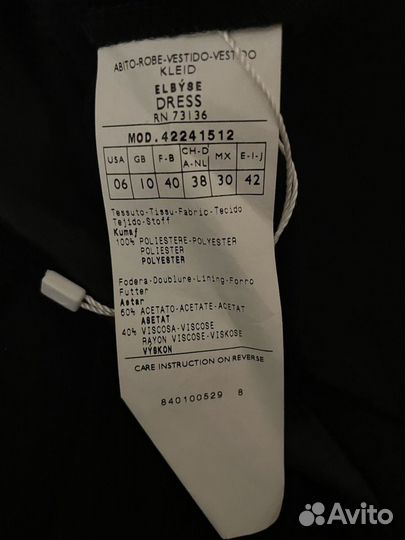 ABITO-ROBE-VESTIDO-VESTIDO
KLEID
ELBÝSE
DRESS
RN 73136
MOD. 42241512
USA GB F-B CH-D A-NL MX E-I-J
06 10 40 38 30 42
Tessuto-Tissu-Fabric-Tecido
Tejido-Stoff
Kumaş
100% POLIESTERE-POLYESTER
POLIESTER
POLYESTER
Fodera-Doublure-Lining-Forro
Futter
Astar
60% ACETATO-ACETATE-ACETAT
ASETAT
40% VISCOSA-VISCOSE
RAYON VISCOSE-VISKOSE
VÝSKON
CARE INSTRUCTION ON REVERSE
840100529 8
Avito